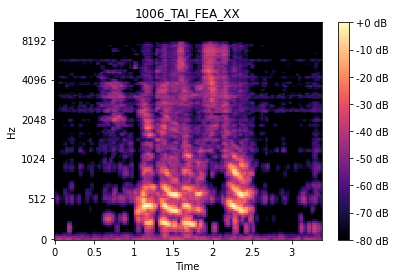 1006_TAI_FEA_XX
Hz
8192
4096
2048
1024
512
0
0
0.5
1
1.5
2
2.5
3
Time
+0 dB
-10 dB
-20 dB
-30 dB
-40 dB
-50 dB
-60 dB
-70 dB
-80 dB